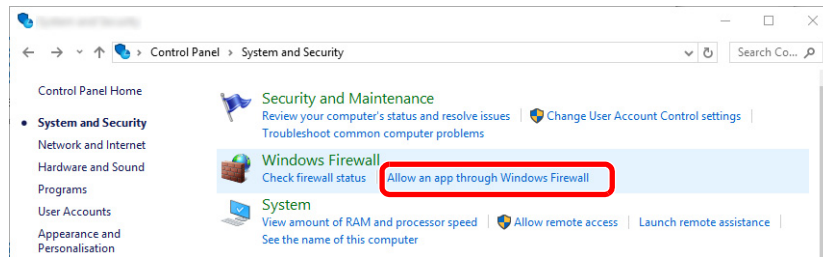 Control Panel > System and Security
Search Co...
Control Panel Home
System and Security
Network and Internet
Hardware and Sound
Programs
User Accounts
Appearance and
Personalisation
Security and Maintenance
Review your computer's status and resolve issues
Change User Account Control settings
Troubleshoot common computer problems
Windows Firewall
Check firewall status
Allow an app through Windows Firewall
System
View amount of RAM and processor speed
Allow remote access
Launch remote assistance
See the name of this computer